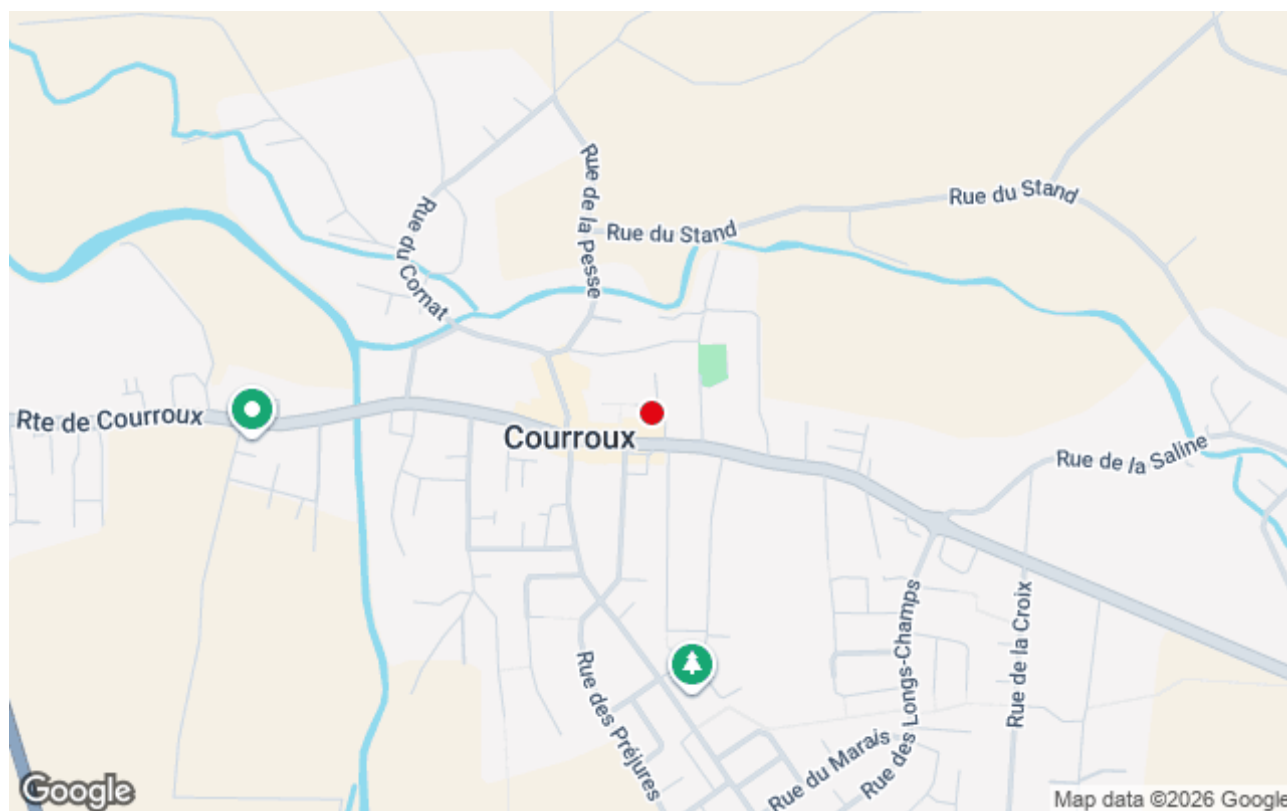 Rue de la Pesse
Rue du Stand
Rue du Stand
Rue du Cornat
Rte de Courroux
Courroux
Rue de la Saline
Rue des Longs-Champs
Rue de la Croix
Rue des Préjures
Rue du Marais
Google
Map data ©2026 Google